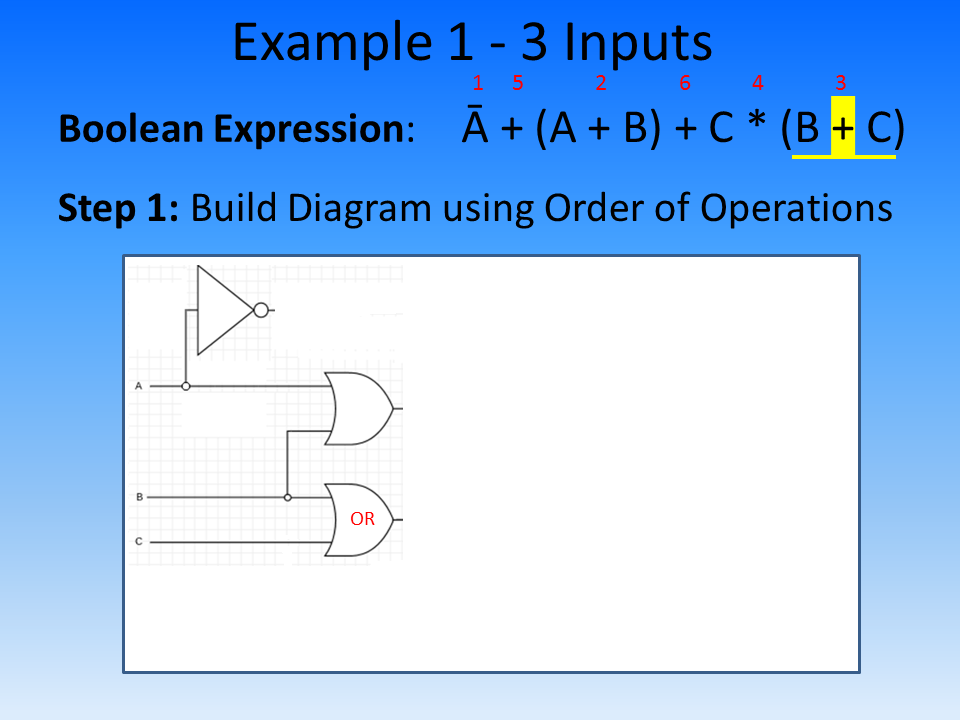 Example 1 - 3 Inputs
1 5 2 6 4 3
Boolean Expression: Ā + (A + B) + C * (B + C)
Step 1: Build Diagram using Order of Operations
A
B
OR
C